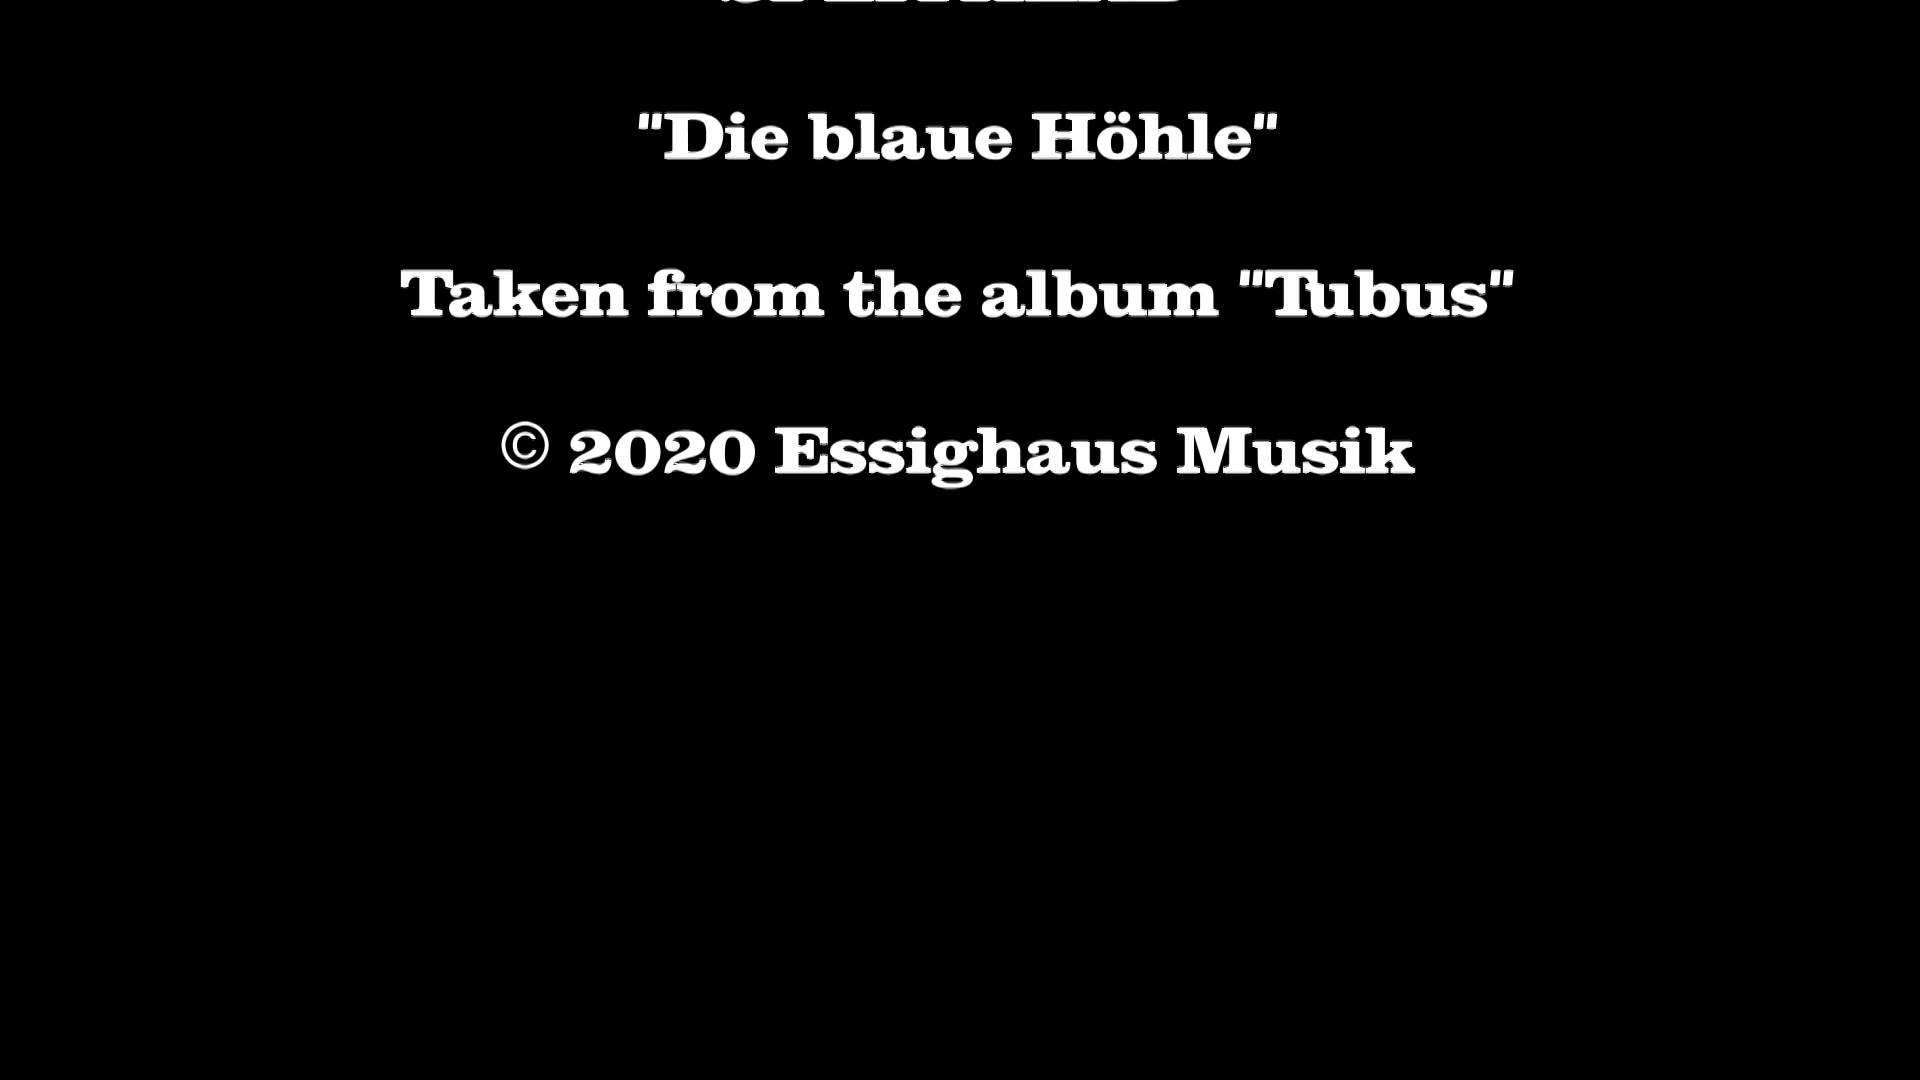 "Die blaue Höhle"
Taken from the album "Tubus"
© 2020 Essighaus Musik